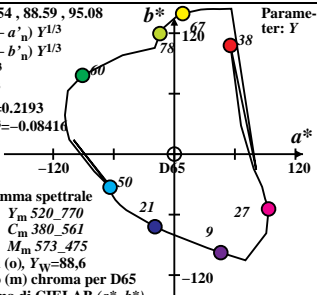 54 , 88.59 , 95.08
b*
Parame-
ter: Y
– a'n) Y1/3
– b'n) Y1/3
120
67
78
38
60
=0.2193
=–0.08416
a*
–120
D65
120
50
mma spettrale
Ym 520_770
Cm 380_561
Mm 573_475
(o), YW=88,6
(m) chroma per D65
21
9
27
–120